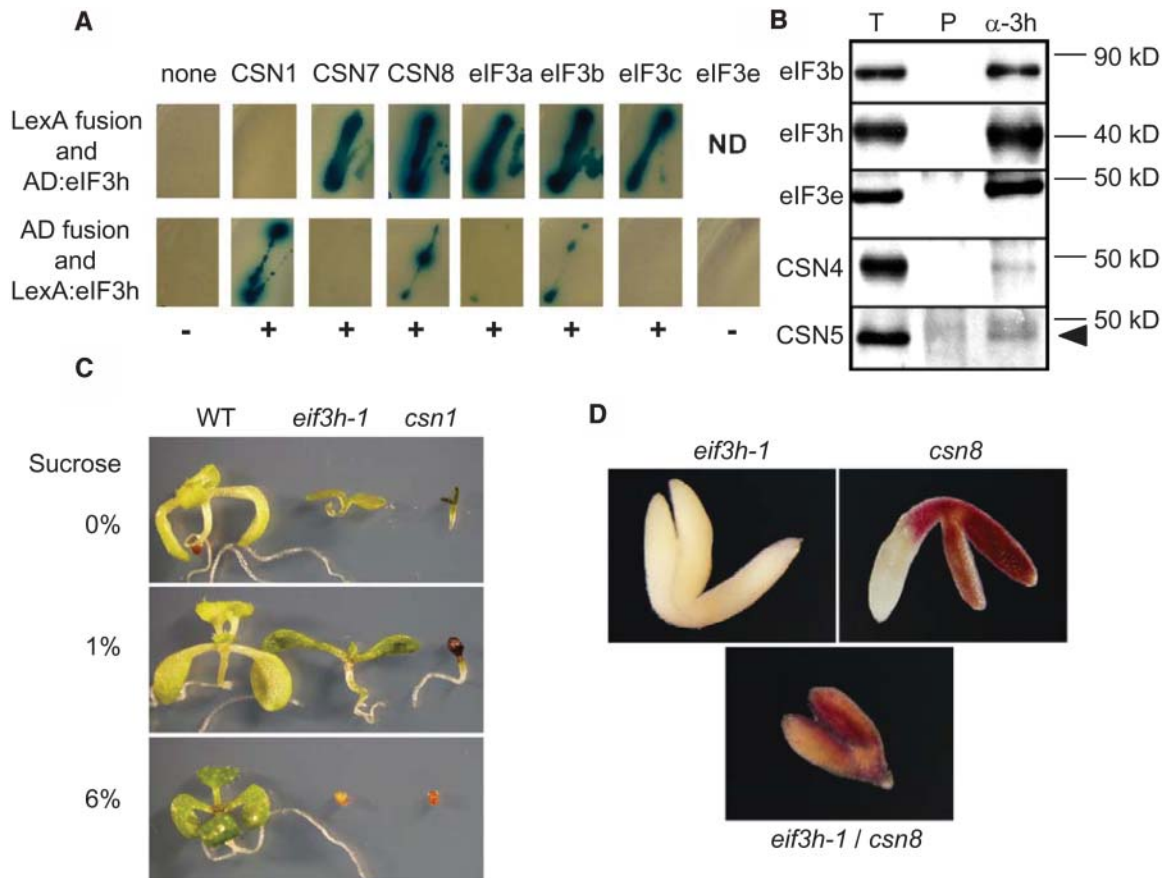 A
none CSN1 CSN7 CSN8 eIF3a eIF3b eIF3c eIF3e
LexA fusion
and
AD:eIF3h
ND
AD fusion
and
LexA:eIF3h
- + + + + + + -
B
T P α-3h
eIF3b
90 kD
eIF3h
40 kD
eIF3e
50 kD
CSN4
50 kD
CSN5
50 kD
C
WT eif3h-1 csn1
Sucrose
0%
1%
6%
D
eif3h-1 csn8
eif3h-1 / csn8